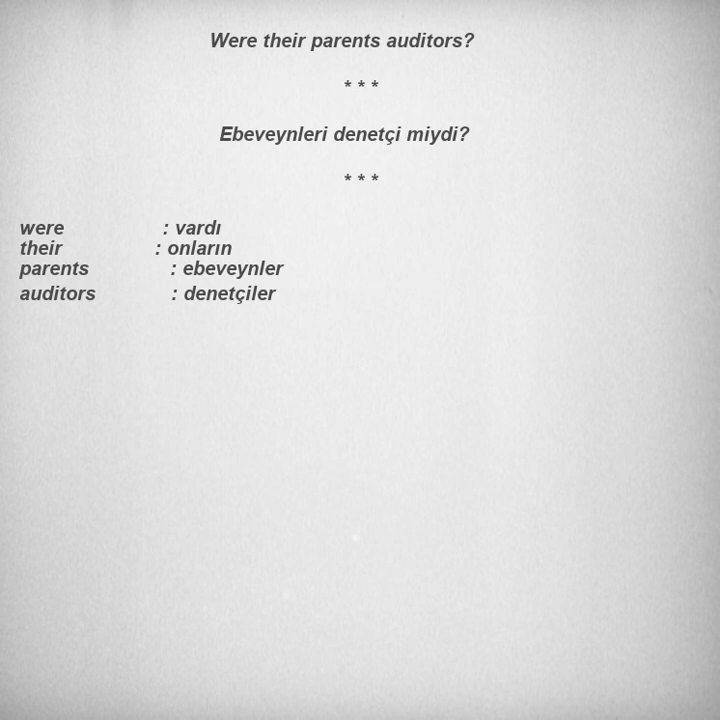 Were their parents auditors?
* * *
Ebeveynleri denetçi miydi?
* * *
were : vardı
their : onların
parents : ebeveynler
auditors : denetçiler